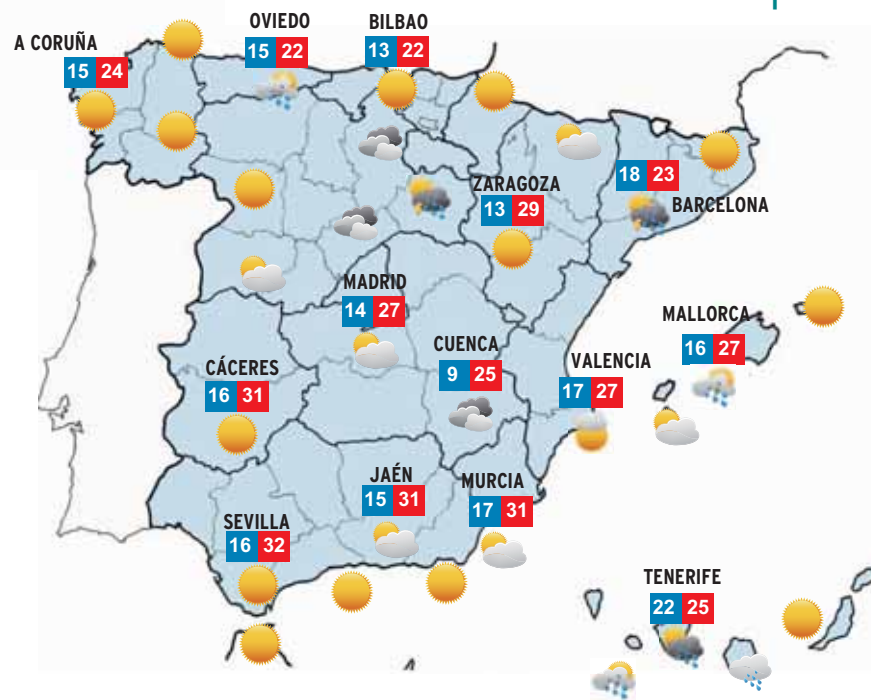 OVIEDO
15 22
BILBAO
13 22
A CORUÑA
15 24
ZARAGOZA
13 29
18 23
BARCELONA
MADRID
14 27
MALLORCA
16 27
CUENCA
9 25
VALENCIA
17 27
CÁCERES
16 31
JAÉN
15 31
MURCIA
17 31
SEVILLA
16 32
TENERIFE
22 25